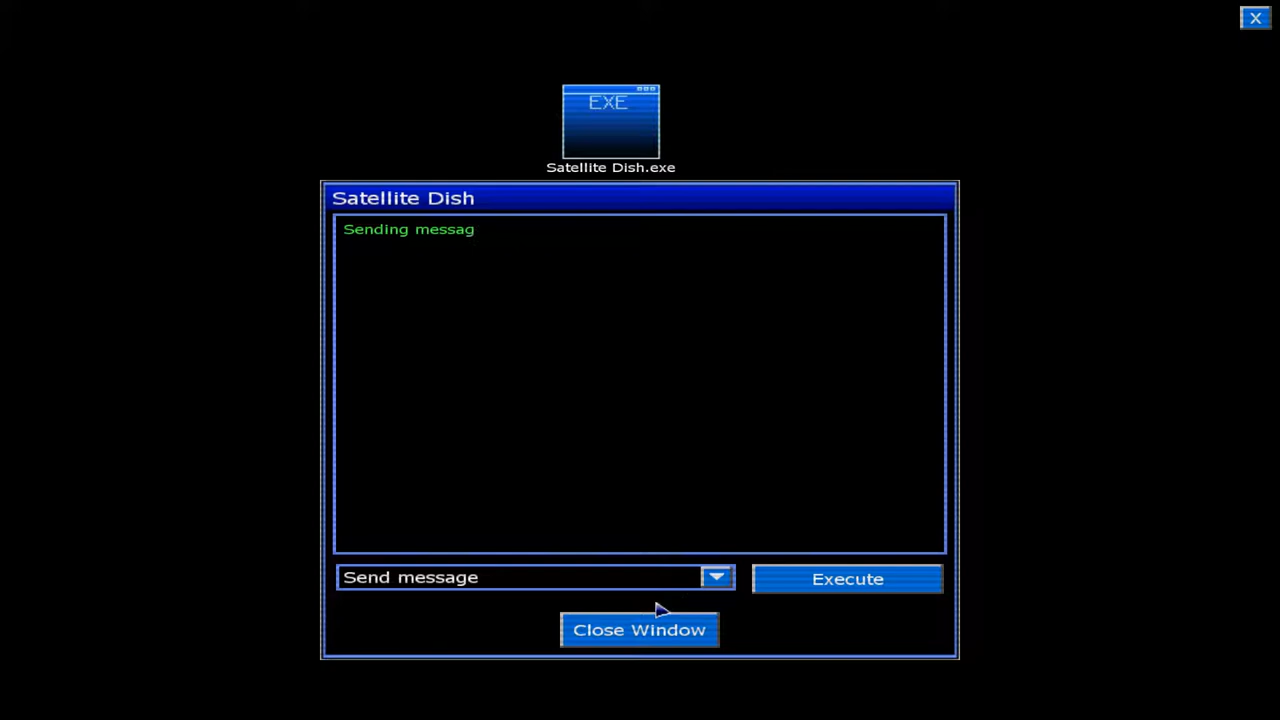 X
EXE
Satellite Dish.exe
Satellite Dish
Sending messag
Send message
Execute
Close Window